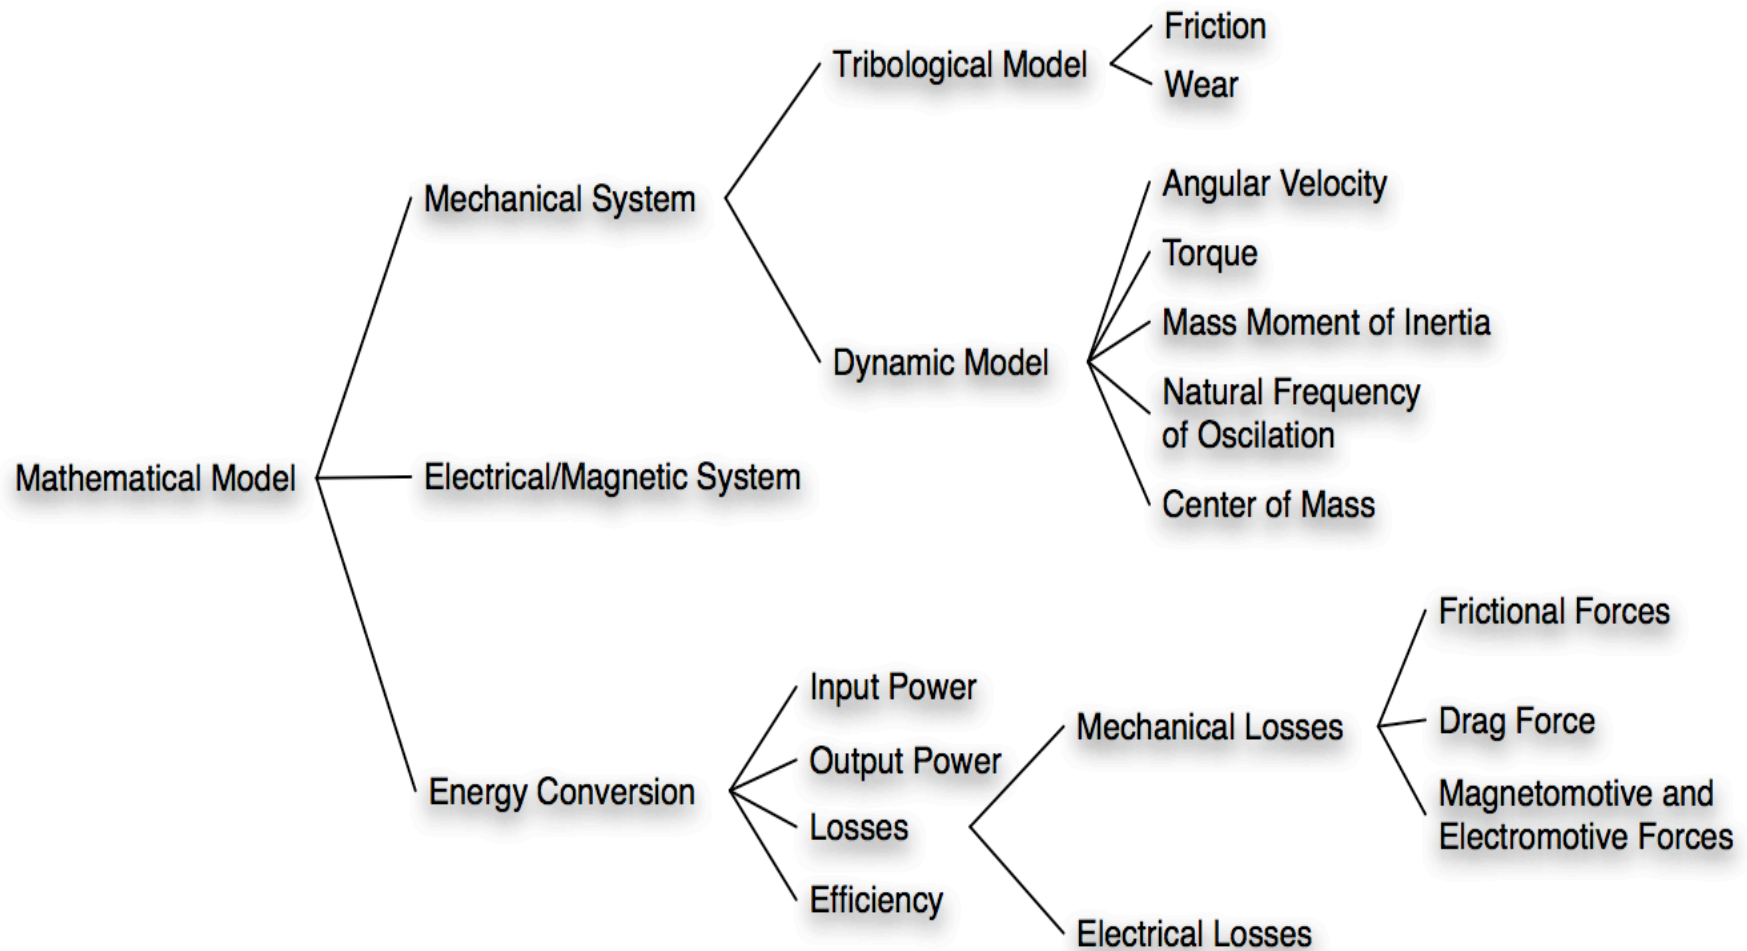 Friction
Tribological Model
Wear
Mechanical System
Angular Velocity
Torque
Mass Moment of Inertia
Dynamic Model
Natural Frequency
of Oscilation
Center of Mass
Mathematical Model
Electrical/Magnetic System
Energy Conversion
Input Power
Output Power
Losses
Efficiency
Mechanical Losses
Frictional Forces
Drag Force
Magnetomotive and
Electromotive Forces
Electrical Losses